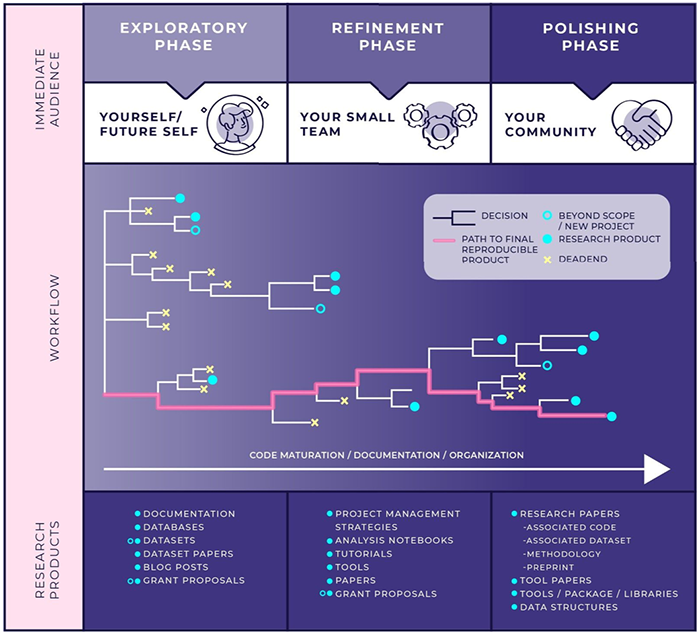 EXPLORATORY
PHASE
REFINEMENT
PHASE
POLISHING
PHASE
IMMEDIATE
AUDIENCE
YOURSELF/
FUTURE SELF
YOUR SMALL
TEAM
YOUR
COMMUNITY
WORKFLOW
DECISION
PATH TO FINAL
REPRODUCIBLE
PRODUCT
BEYOND SCOPE
/ NEW PROJECT
RESEARCH PRODUCT
DEADEND
CODE MATURATION / DOCUMENTATION / ORGANIZATION
RESEARCH
PRODUCTS
DOCUMENTATION
DATABASES
DATASETS
DATASET PAPERS
BLOG POSTS
GRANT PROPOSALS
PROJECT MANAGEMENT
STRATEGIES
ANALYSIS NOTEBOOKS
TUTORIALS
TOOLS
PAPERS
GRANT PROPOSALS
RESEARCH PAPERS
-ASSOCIATED CODE
-ASSOCIATED DATASET
-METHODOLOGY
-PREPRINT
TOOL PAPERS
TOOLS / PACKAGE / LIBRARIES
DATA STRUCTURES